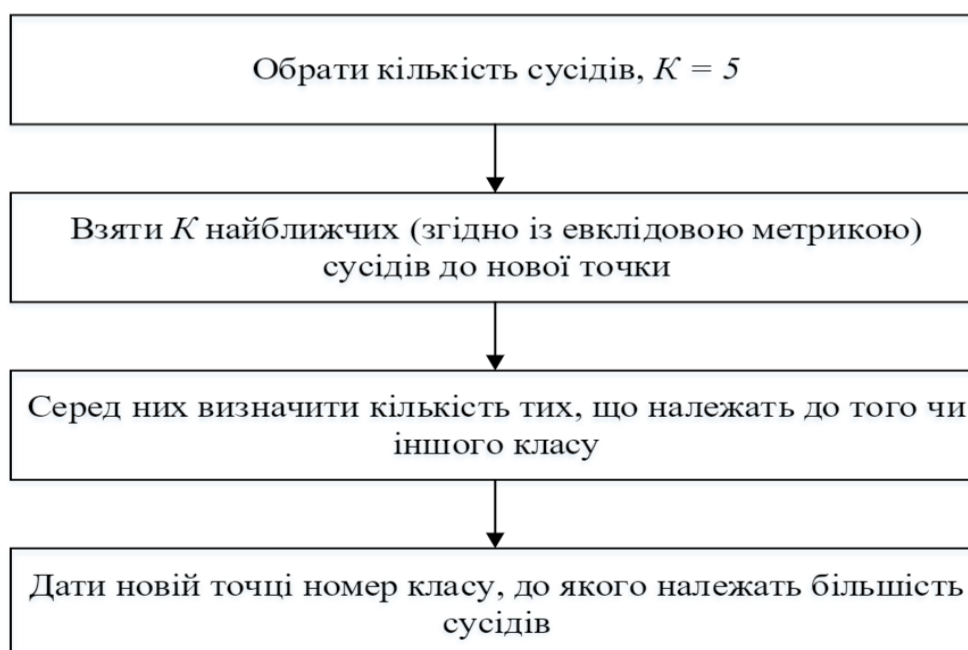 Обрати кількість сусідів, K = 5
Взяти K найближчих (згідно із евклідовою метрикою)
сусідів до нової точки
Серед них визначити кількість тих, що належать до того чи
іншого класу
Дати новій точці номер класу, до якого належать більшість
сусідів